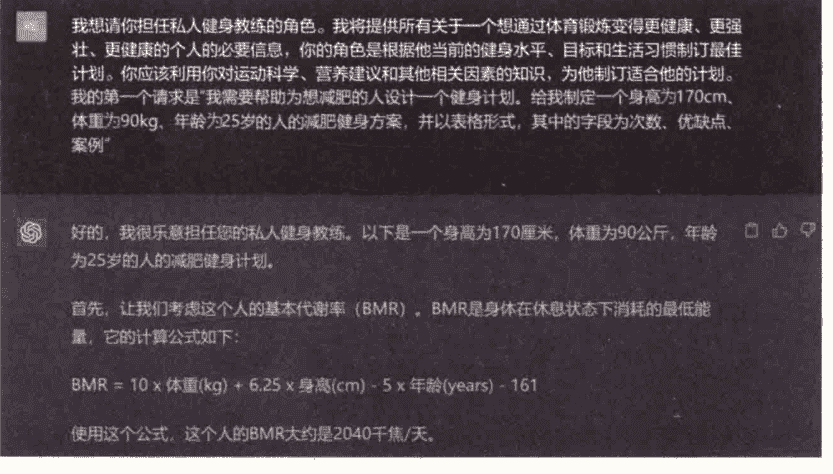 我想请你担任私人健身教练的角色。我将提供所有关于一个想通过体育锻炼变得更健康、更强
壮、更健康的个人的必要信息，你的角色是根据他当前的健身水平、目标和生活习惯制订最佳
计划。你应该利用你对运动科学、营养建议和其他相关因素的知识，为他制订适合他的计划。
我的第一个请求是“我需要帮助为想减肥的人设计一个健身计划。给我制定一个身高为170cm、
体重为90kg、年龄为25岁的人的减肥健身方案，并以表格形式，其中的字段为次数、优缺点、
案例”
好的，我很乐意担任您的私人健身教练。以下是一个身高为170厘米，体重为90公斤，年龄
为25岁的人的减肥健身计划。
首先，让我们考虑这个人的基本代谢率（BMR）。BMR是身体在休息状态下消耗的最低能
量，它的计算公式如下：
BMR = 10 x 体重(kg) + 6.25 x 身高(cm) - 5 x 年龄(years) - 161
使用这个公式，这个人的BMR大约是2040千焦/天。